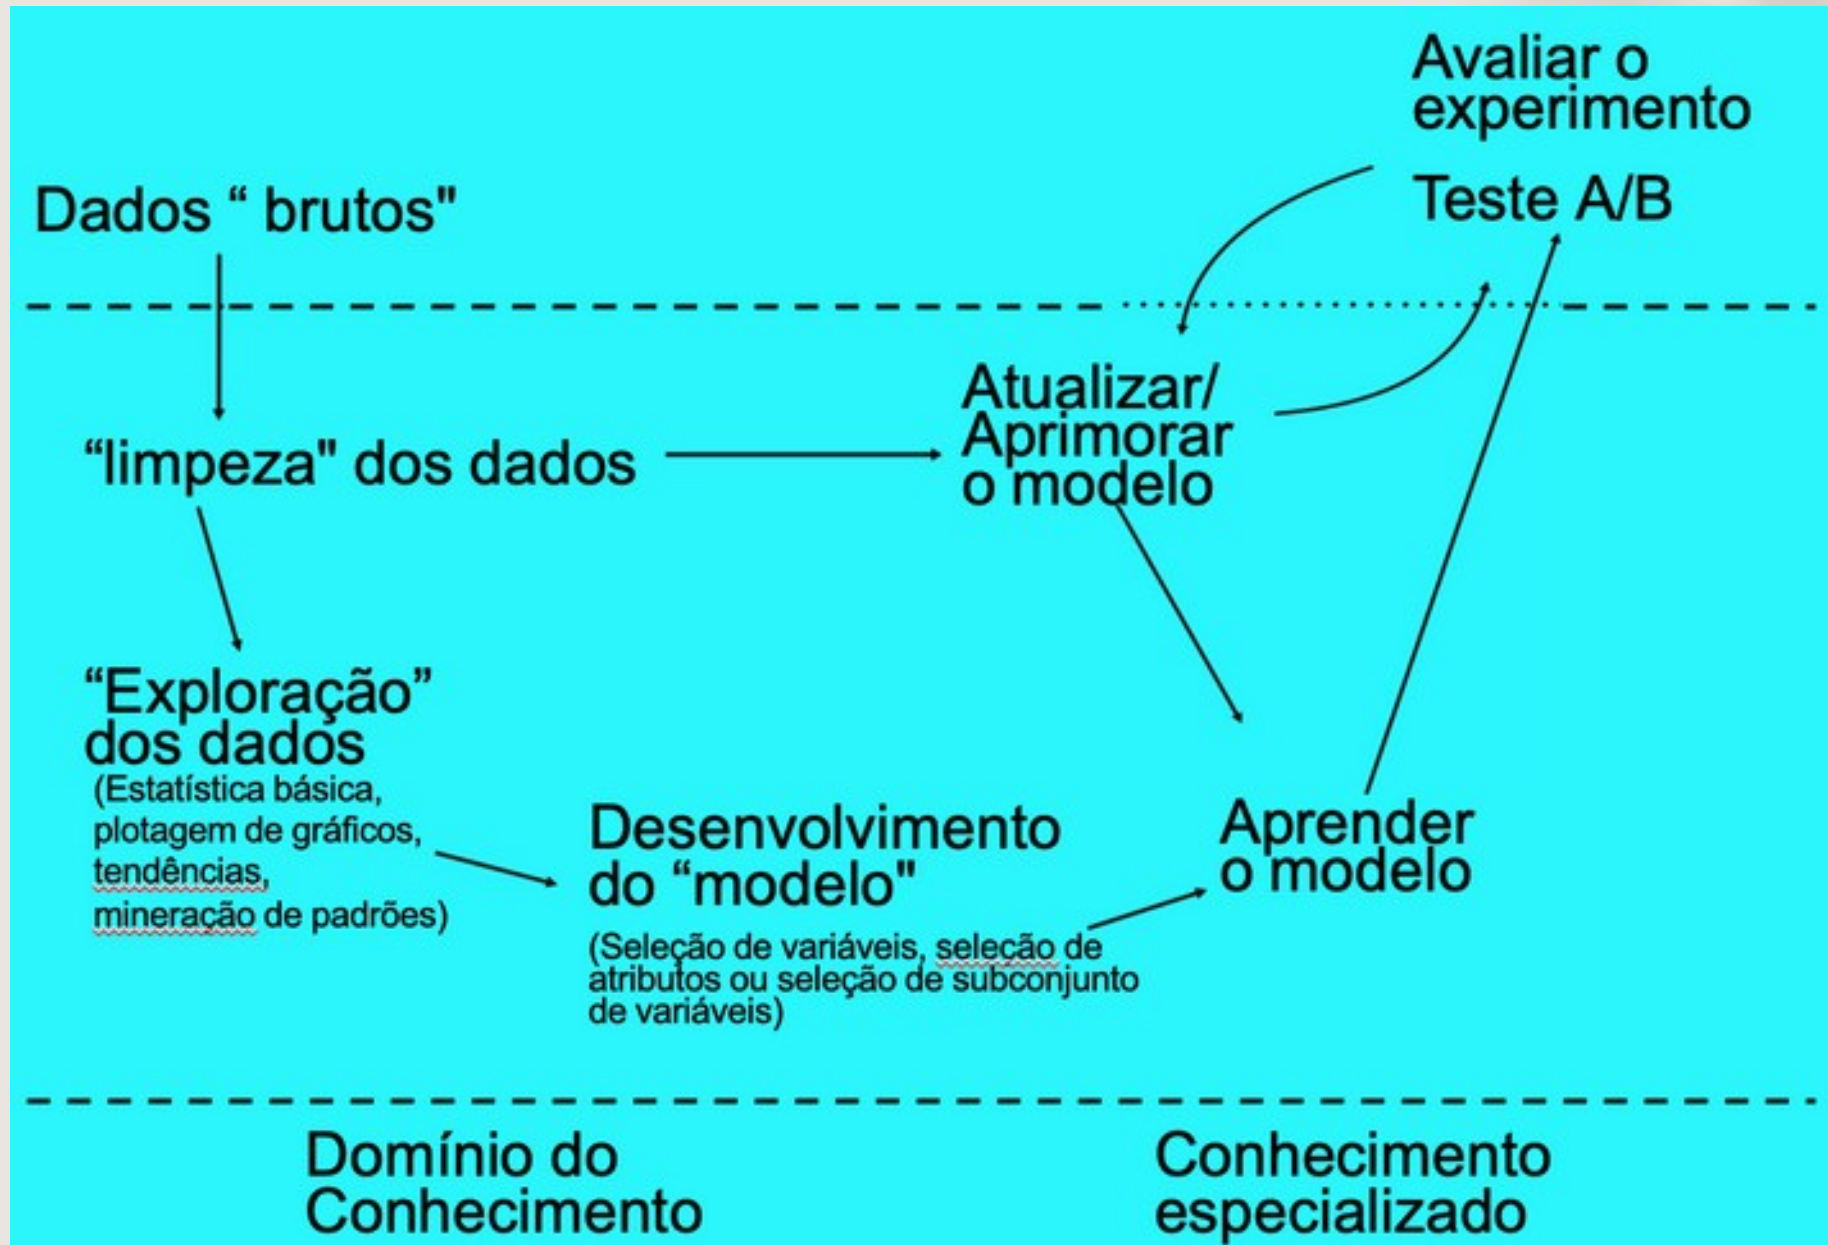 Avaliar o
experimento
Teste A/B
Dados “ brutos"
Atualizar/
Aprimorar
o modelo
“limpeza" dos dados
“Exploração”
dos dados
(Estatística básica,
plotagem de gráficos,
tendências,
mineração de padrões)
Desenvolvimento
do “modelo"
(Seleção de variáveis, seleção de
atributos ou seleção de subconjunto
de variáveis)
Aprender
o modelo
Domínio do
Conhecimento
Conhecimento
especializado